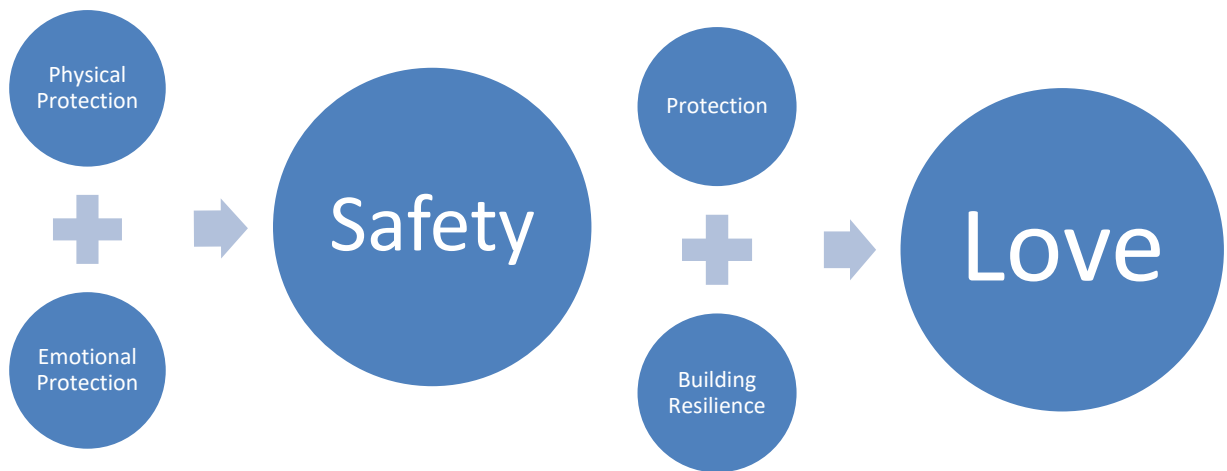 Physical
Protection
Emotional
Protection
Safety
Protection
Building
Resilience
Love